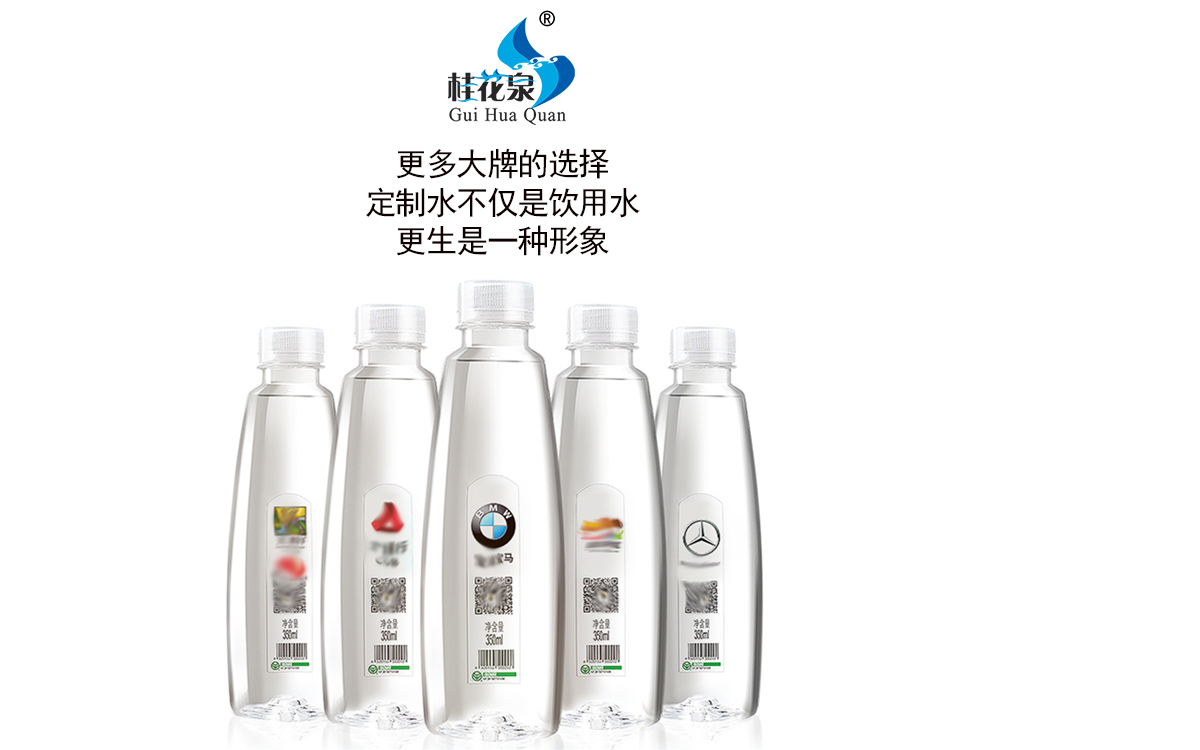 ®
桂花泉
Gui Hua Quan
更多大牌的选择
定制水不仅是饮用水
更生是一种形象
净含量
350ml
净含量
350ml
BMW
宝马
净含量
350ml
净含量
350ml
净含量
350ml